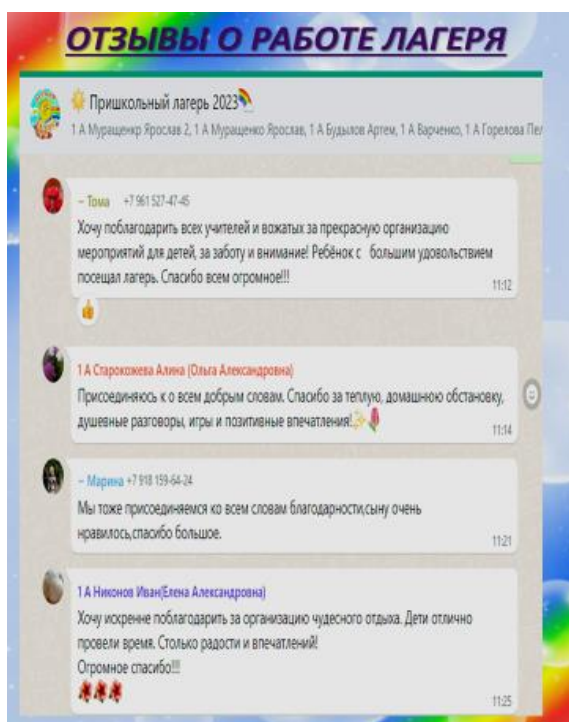 ОТЗЫВЫ О РАБОТЕ ЛАГЕРЯ
Пришкольный лагерь 2023
1 А Муращенкр Ярослав 2, 1 А Муращенко Ярослав, 1 А Будылов Артем, 1 А Варченко, 1 А Горелова Пел
~ Тома +7 961 527-47-45
Хочу поблагодарить всех учителей и вожатых за прекрасную организацию
мероприятий для детей, за заботу и внимание! Ребёнок с большим удовольствием
посещал лагерь. Спасибо всем огромное!!!
11:12
1 А Старокожева Алина (Ольга Александровна)
Присоединяюсь к о всем добрым словам. Спасибо за теплую, домашнюю обстановку,
душевные разговоры, игры и позитивные впечатления!
11:14
~ Марина +7 918 159-64-24
Мы тоже присоединяемся ко всем словам благодарности,сыну очень
нравилось,спасибо большое.
11:21
1 А Никонов Иван(Елена Александровна)
Хочу искренне поблагодарить за организацию чудесного отдыха. Дети отлично
провели время. Столько радости и впечатлений!
Огромное спасибо!!!
11:25